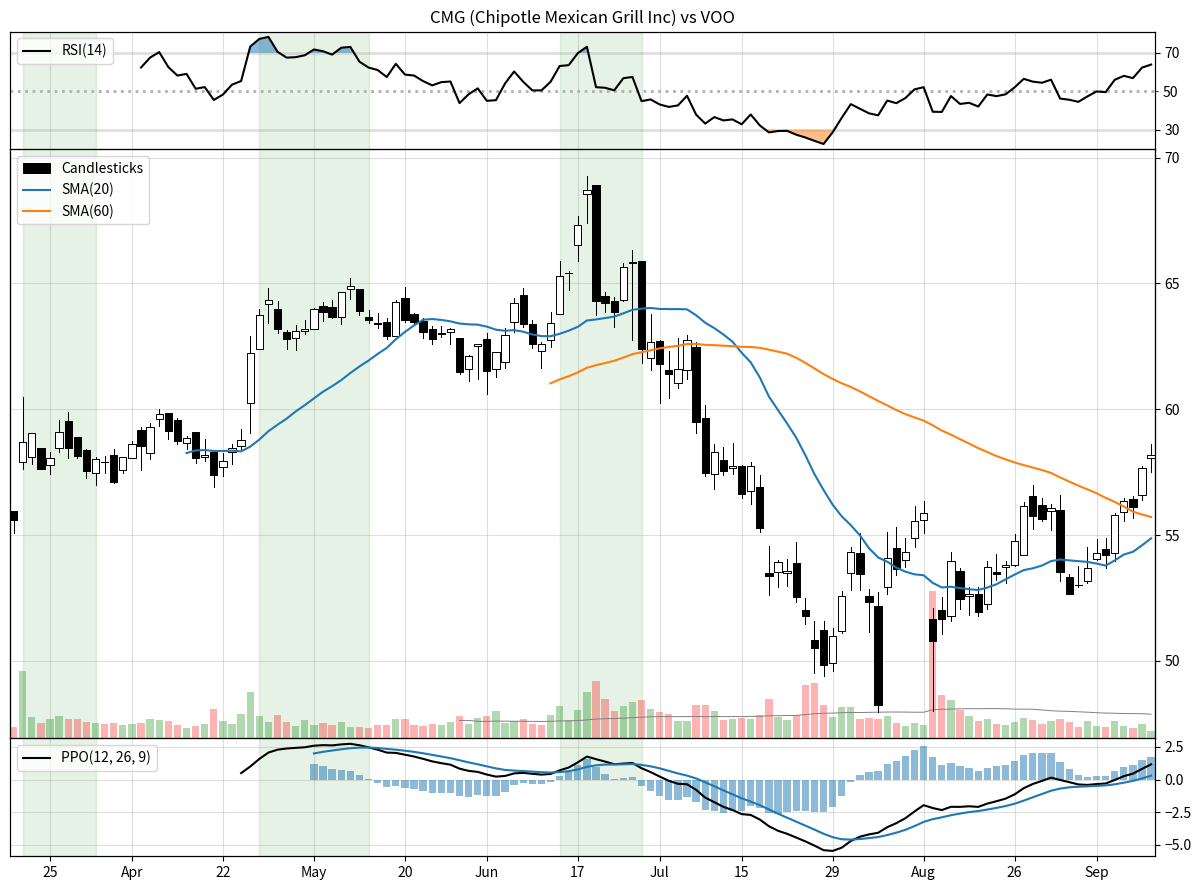 CMG (Chipotle Mexican Grill Inc) vs VOO
RSI(14)
70
50
30
Candlesticks
SMA(20)
SMA(60)
70
65
60
55
50
PPO(12, 26, 9)
2.5
0.0
−2.5
−5.0
25 Apr 22 May 20 Jun 17 Jul 15 29 Aug 26 Sep